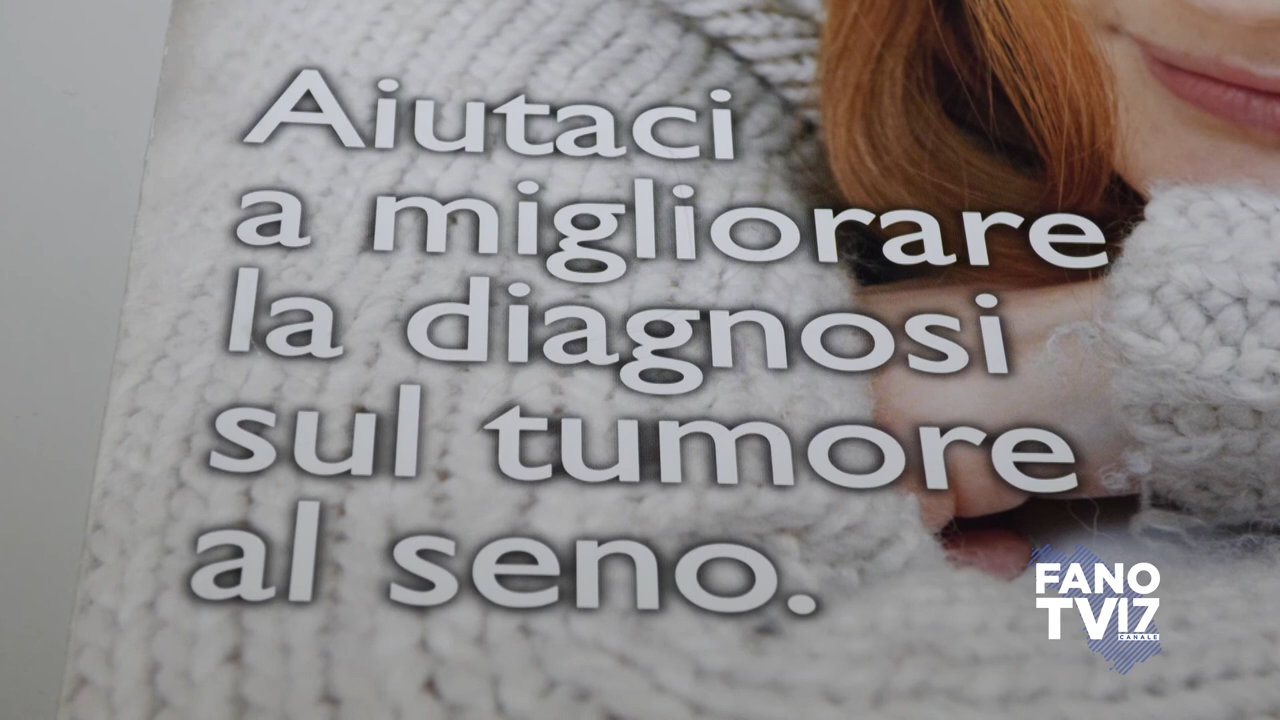 Aiutaci
a migliorare
la diagnosi
sul tumore
al seno.
FANO
TV17
CANALE